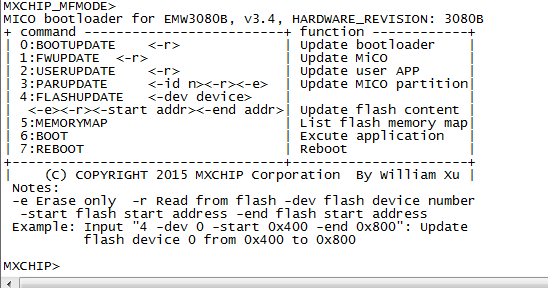 MXCHIP_MFMODE>
MICO bootloader for EMW3080B, v3.4, HARDWARE_REVISION: 3080B
+ command -------------------------+ function ------------+
| 0:BOOTUPDATE    <-r>             | Update bootloader    |
| 1:FWUPDATE  <-r>                 | Update MiCO          |
| 2:USERUPDATE    <-r>             | Update user APP      |
| 3:PARUPDATE     <-id n><-r><-e>  | Update MICO partition|
| 4:FLASHUPDATE   <-dev device>    |
|  <-e><-r><-start addr><-end addr>| Update flash content |
| 5:MEMORYMAP                      | List flash memory map|
| 6:BOOT                           | Excute application   |
| 7:REBOOT                         | Reboot               |
+----------------------------------+----------------------+
|    (C) COPYRIGHT 2015 MXCHIP Corporation  By William Xu |
Notes:
-e Erase only  -r Read from flash -dev flash device number
-start flash start address -end flash start address
Example: Input "4 -dev 0 -start 0x400 -end 0x800": Update
flash device 0 from 0x400 to 0x800
MXCHIP>